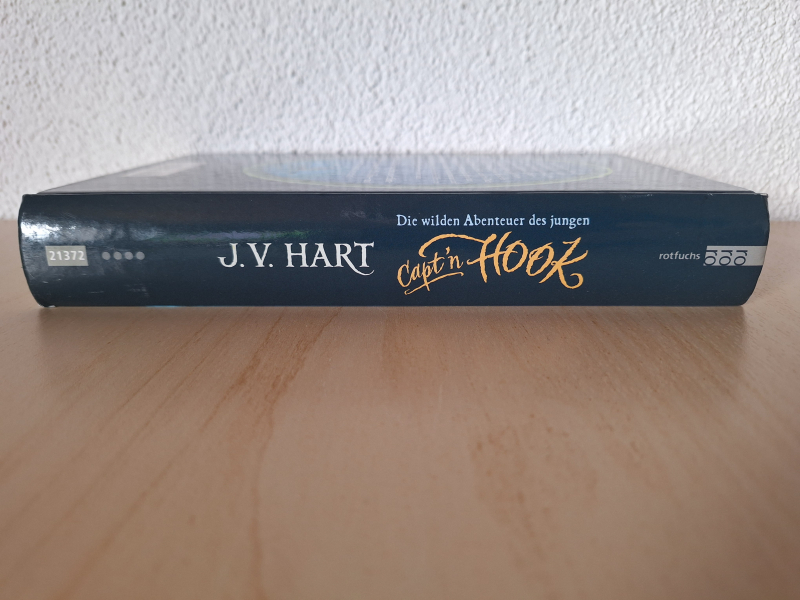 21372
J. V. HART
Die wilden Abenteuer des jungen
Capt'n HOOK
rotfuchs